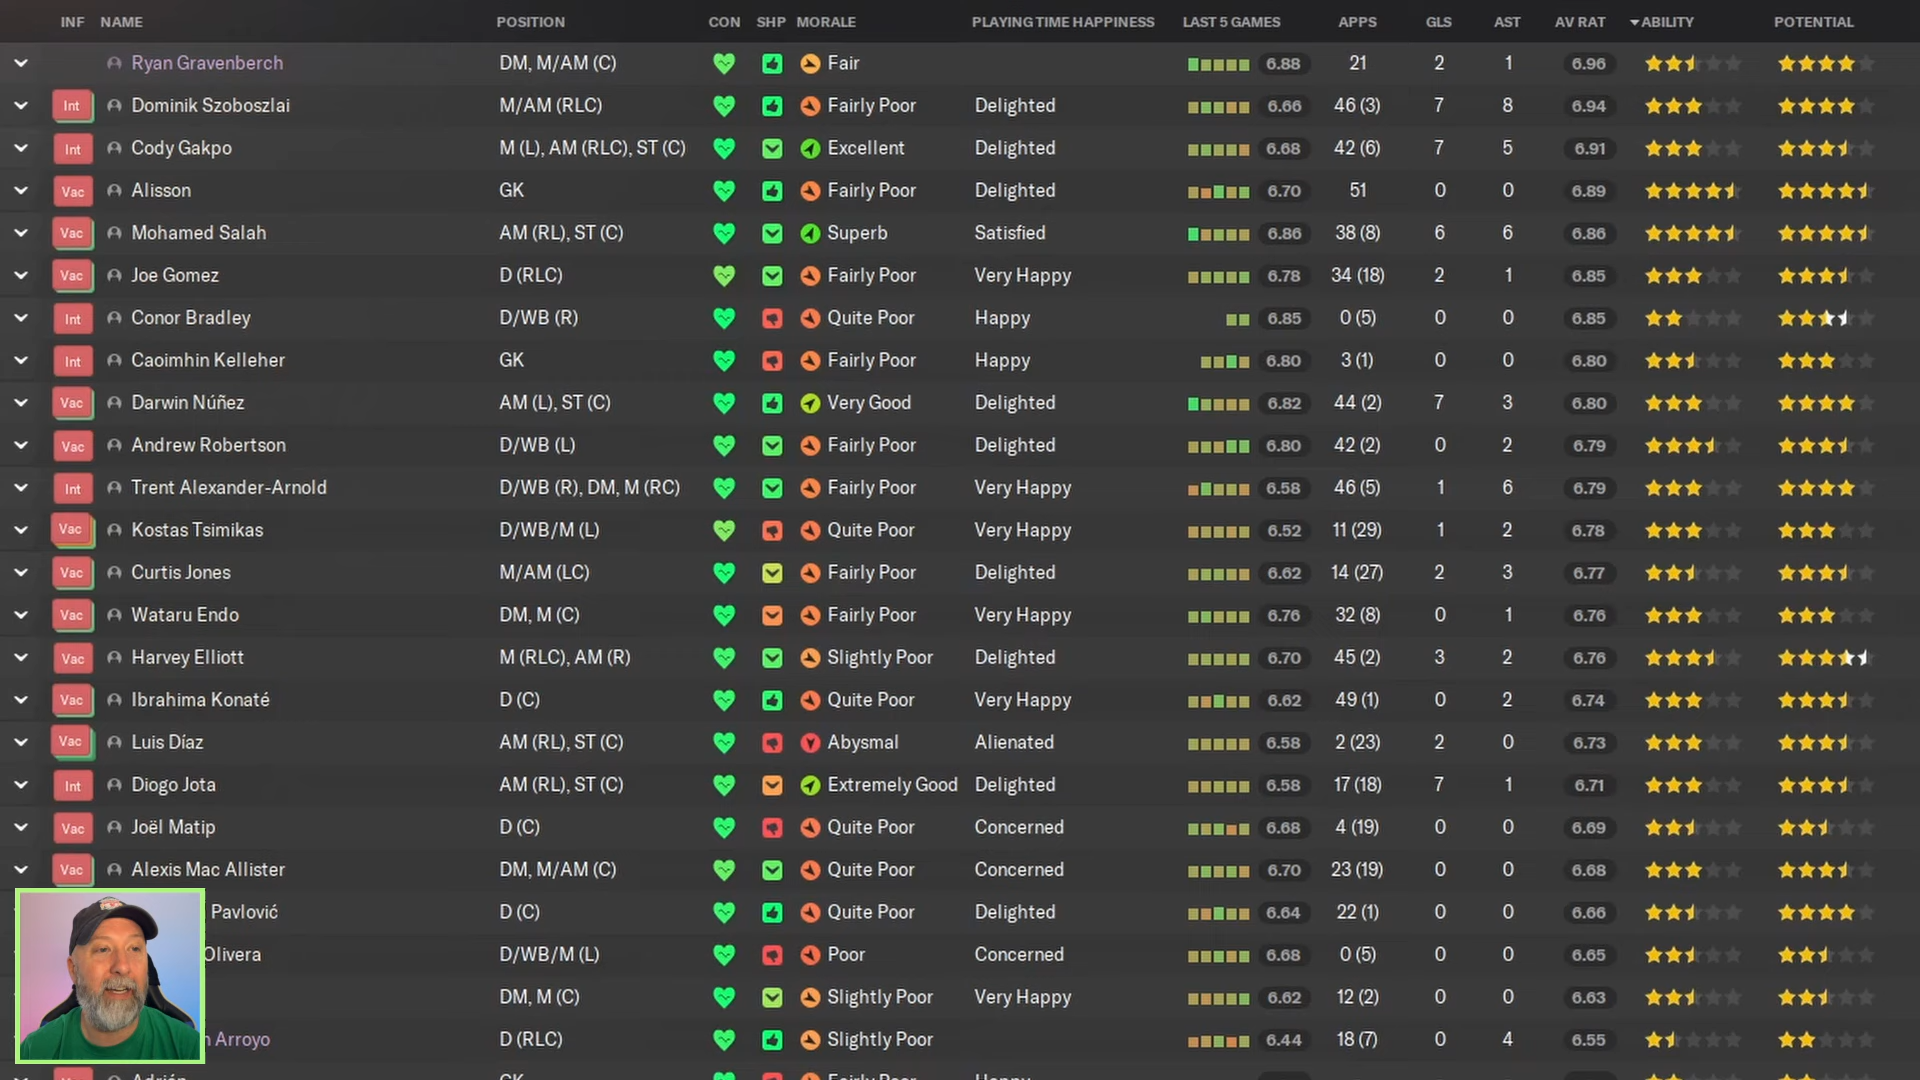 INF NAME POSITION CON SHP MORALE PLAYING TIME HAPPINESS LAST 5 GAMES APPS GLS AST AV RAT ABILITY POTENTIAL
Ryan Gravenberch DM, M/AM (C) Fair 6.88 21 2 1 6.96
Int Dominik Szoboszlai M/AM (RLC) Fairly Poor Delighted 6.66 46 (3) 7 8 6.94
Int Cody Gakpo M (L), AM (RLC), ST (C) Excellent Delighted 6.68 42 (6) 7 5 6.91
Vac Alisson GK Fairly Poor Delighted 6.70 51 0 0 6.89
Vac Mohamed Salah AM (RL), ST (C) Superb Satisfied 6.86 38 (8) 6 6 6.86
Vac Joe Gomez D (RLC) Fairly Poor Very Happy 6.78 34 (18) 2 1 6.85
Int Conor Bradley D/WB (R) Quite Poor Happy 6.85 0 (5) 0 0 6.85
Int Caoimhin Kelleher GK Fairly Poor Happy 6.80 3 (1) 0 0 6.80
Vac Darwin Núñez AM (L), ST (C) Very Good Delighted 6.82 44 (2) 7 3 6.80
Vac Andrew Robertson D/WB (L) Fairly Poor Delighted 6.80 42 (2) 0 2 6.79
Int Trent Alexander-Arnold D/WB (R), DM, M (RC) Fairly Poor Very Happy 6.58 46 (5) 1 6 6.79
Vac Kostas Tsimikas D/WB/M (L) Quite Poor Very Happy 6.52 11 (29) 1 2 6.78
Vac Curtis Jones M/AM (LC) Fairly Poor Delighted 6.62 14 (27) 2 3 6.77
Vac Wataru Endo DM, M (C) Fairly Poor Very Happy 6.76 32 (8) 0 1 6.76
Vac Harvey Elliott M (RLC), AM (R) Slightly Poor Delighted 6.70 45 (2) 3 2 6.76
Vac Ibrahima Konaté D (C) Quite Poor Very Happy 6.62 49 (1) 0 2 6.74
Vac Luis Díaz AM (RL), ST (C) Abysmal Alienated 6.58 2 (23) 2 0 6.73
Int Diogo Jota AM (RL), ST (C) Extremely Good Delighted 6.58 17 (18) 7 1 6.71
Vac Joël Matip D (C) Quite Poor Concerned 6.68 4 (19) 0 0 6.69
Vac Alexis Mac Allister DM, M/AM (C) Quite Poor Concerned 6.70 23 (19) 0 0 6.68
Pavlović D (C) Quite Poor Delighted 6.64 22 (1) 0 0 6.66
Olivera D/WB/M (L) Poor Concerned 6.68 0 (5) 0 0 6.65
DM, M (C) Slightly Poor Very Happy 6.62 12 (2) 0 0 6.63
Arroyo D (RLC) Slightly Poor 6.44 18 (7) 0 4 6.55